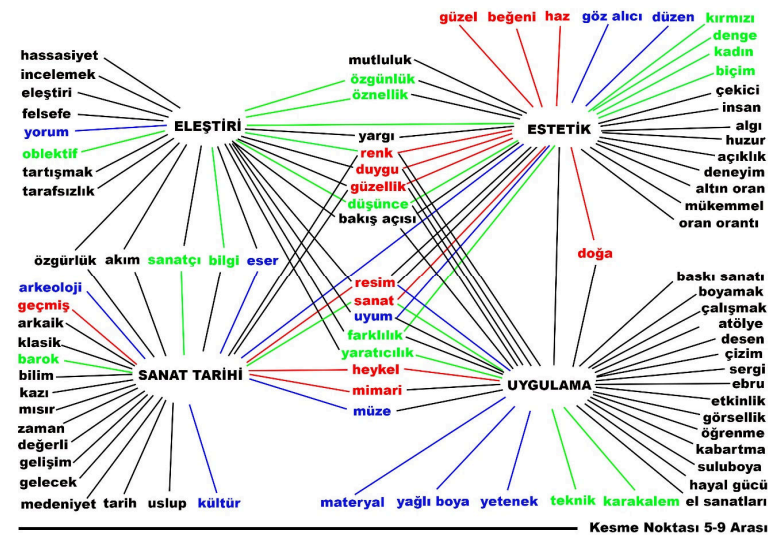 güzel beğeni haz göz alıcı düzen kırmızı
denge
kadın
biçim
hassasiyet
incelemek
eleştiri
felsefe
yorum
oblektif
tartışmak
tarafsızlık
ELEŞTİRİ
mutluluk
özgünlük
öznellik
yargı
renk
duygu
güzellik
düşünce
bakış açısı
ESTETİK
çekici
insan
algı
huzur
açıklık
deneyim
altın oran
mükemmel
oran orantı
doğa
özgürlük akım sanatçı bilgi eser
resim
sanat
uyum
farklılık
yaratıcılık
heykel
mimari
müze
arkeoloji
geçmiş
arkaik
klasik
barok
bilim
kazı
mısır
zaman
değerli
gelişim
gelecek
medeniyet tarih uslup kültür
SANAT TARİHİ
UYGULAMA
baskı sanatı
boyamak
çalışmak
atölye
desen
çizim
sergi
ebru
etkinlik
görsellik
öğrenme
kabartma
suluboya
hayal gücü
el sanatları
materyal yağlı boya yetenek teknik karakalem
Kesme Noktası 5-9 Arası